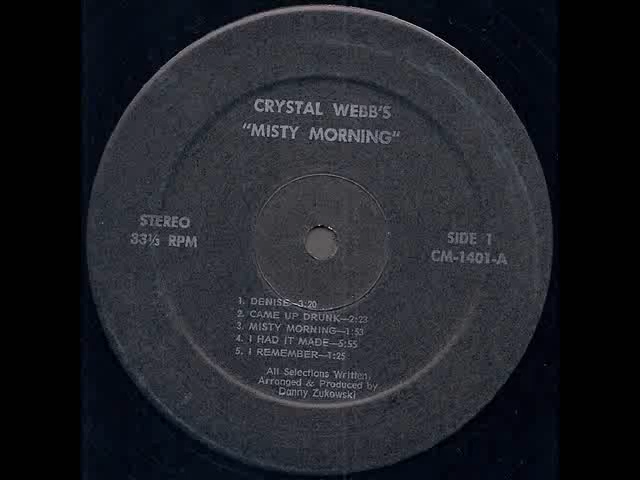 CRYSTAL WEBB'S
"MISTY MORNING"
STEREO
33⅓ RPM
SIDE 1
CM-1401-A
1. DENISE—3:20
2. CAME UP DRUNK—2:23
3. MISTY MORNING—1:53
4. I HAD IT MADE—5:55
5. I REMEMBER—1:25
All Selections Written,
Arranged & Produced by
Danny Zukowski